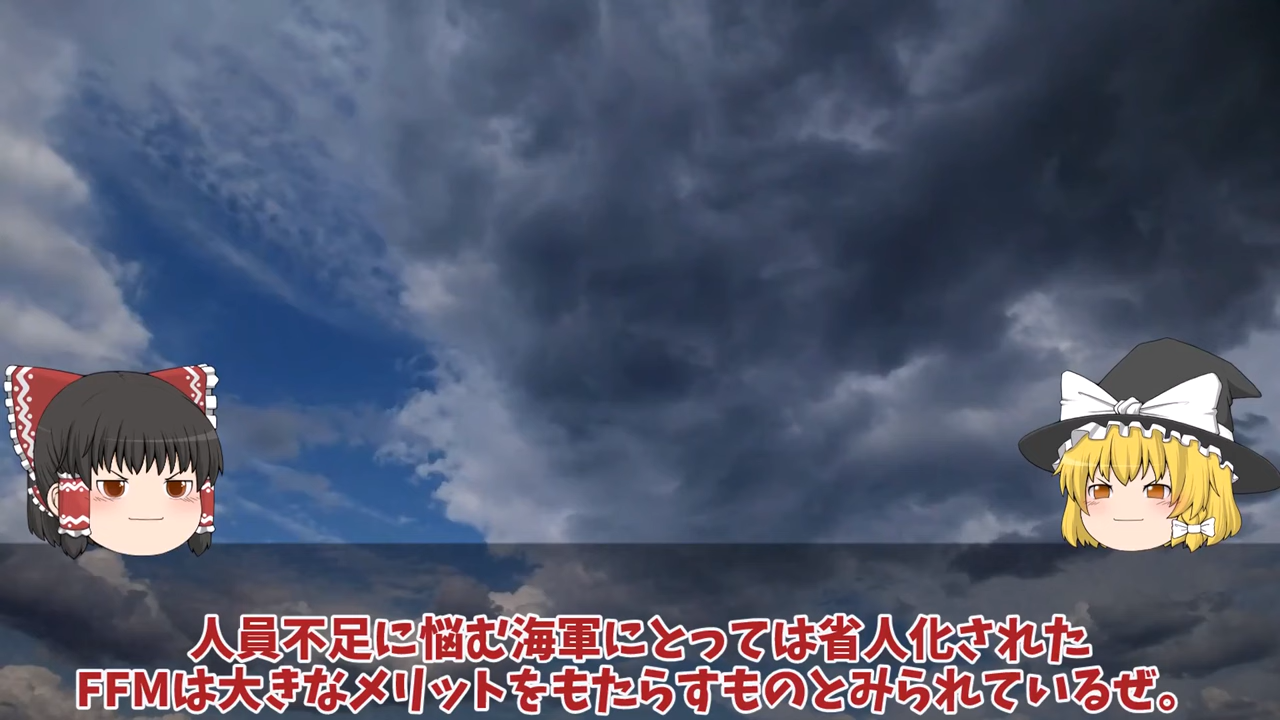 人員不足に悩む海軍にとっては省人化された
FFMは大きなメリットをもたらすものとみられているぜ。